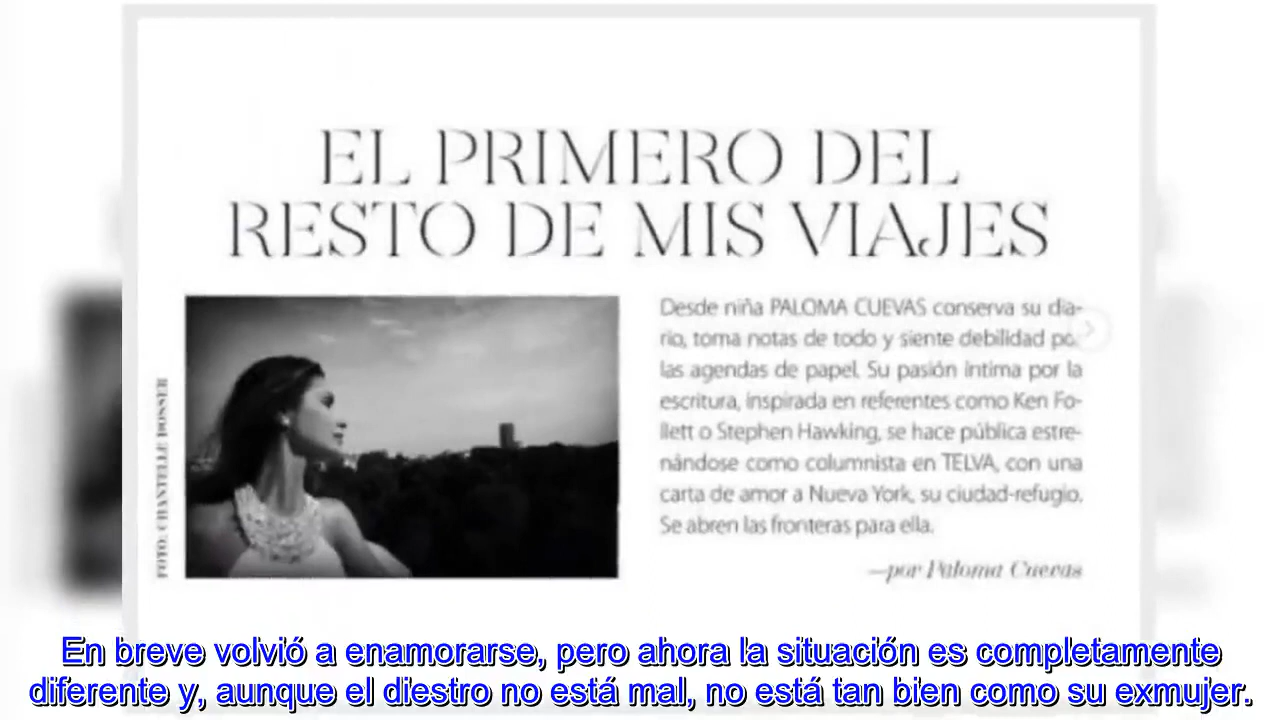 EL PRIMERO DEL
RESTO DE MIS VIAJES
Desde niña PALOMA CUEVAS conserva su dia-
rio, toma notas de todo y siente debilidad por
las agendas de papel. Su pasión íntima por la
escritura, inspirada en referentes como Ken Fo-
llett o Stephen Hawking, se hace pública estre-
nándose como columnista en TELVA, con una
carta de amor a Nueva York, su ciudad-refugio.
Se abren las fronteras para ella.
—por Paloma Cuevas
FOTO: CHANTELLE DOSSER
En breve volvió a enamorarse, pero ahora la situación es completamente
diferente y, aunque el diestro no está mal, no está tan bien como su exmujer.